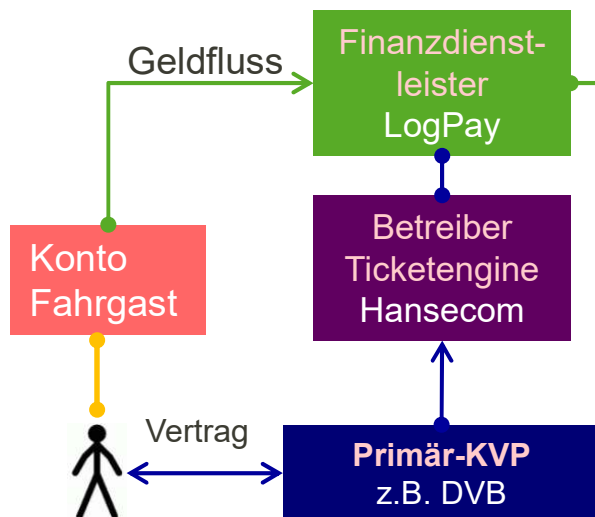 Geldfluss
Finanzdienst-
leister
LogPay
Konto
Fahrgast
Betreiber
Ticketengine
Hansecom
Vertrag
Primär-KVP
z.B. DVB